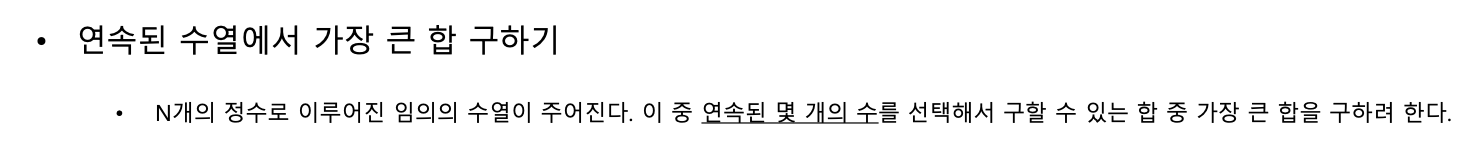 • 연속된 수열에서 가장 큰 합 구하기
• N개의 정수로 이루어진 임의의 수열이 주어진다. 이 중 연속된 몇 개의 수를 선택해서 구할 수 있는 합 중 가장 큰 합을 구하려 한다.